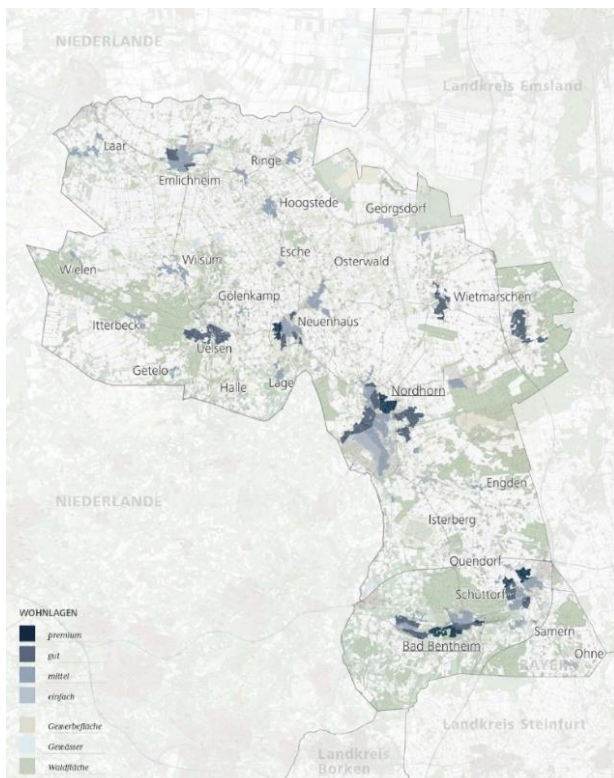 NIEDERLANDE
Landkreis Emsland
Laar
Ringe
Emlichheim
Hoogstede
Georgsdorf
Esche
Wilsum
Osterwald
Wielen
Golenkamp
Wietmarschen
Itterbeck
Neuenhaus
Uelsen
Getelo
Halle
Lage
Nordhorn
NIEDERLANDE
Engden
Isterberg
Quendorf
Schüttorf
Samern
Bad Bentheim
Ohne
BAYERN
WOHNLAGEN
premium
gut
mittel
einfach
Gewerbefläche
Gewässer
Waldfläche
Landkreis Steinfurt
Landkreis
Borken